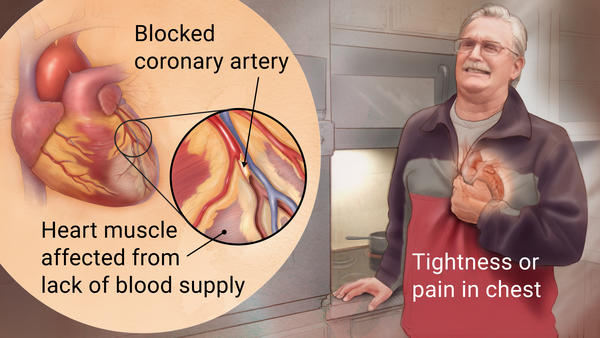 Blocked
coronary artery
Heart muscle
affected from
lack of blood supply
Tightness or
pain in chest